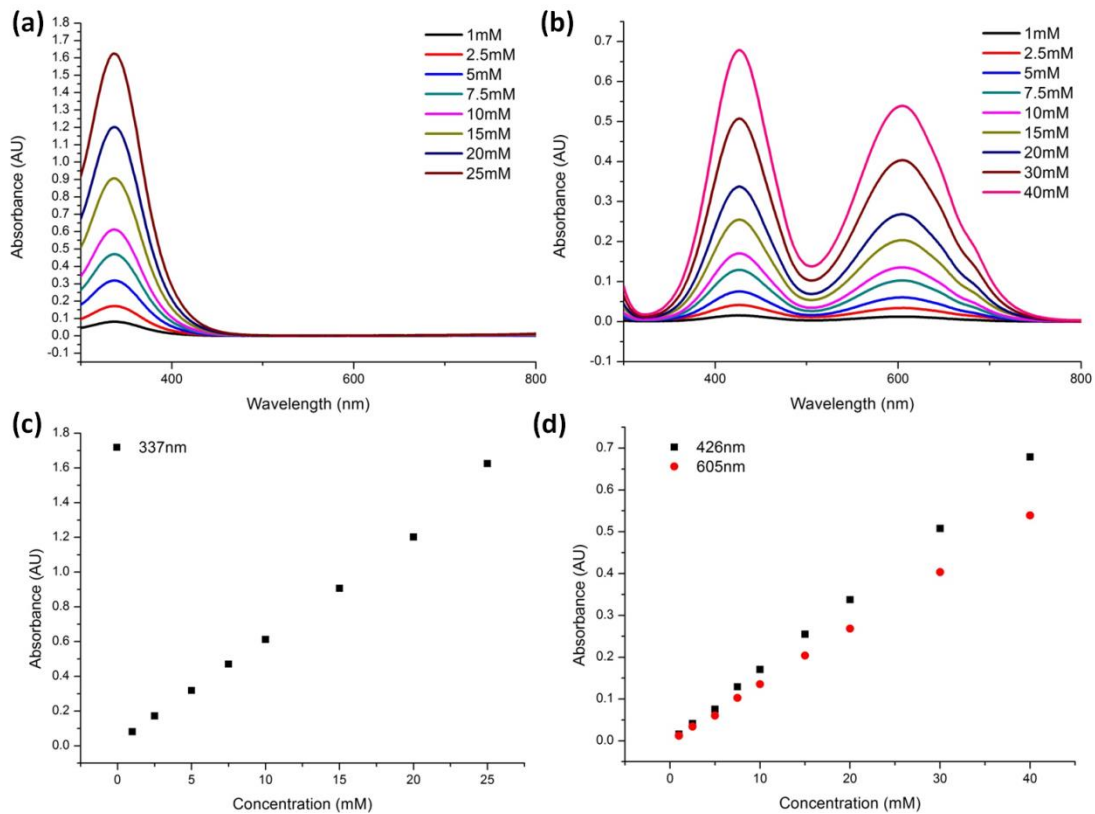 (a)
1.8
1.7
1.6
1.5
1.4
1.3
1.2
1.1
1.0
0.9
0.8
0.7
0.6
0.5
0.4
0.3
0.2
0.1
0.0
-0.1
Absorbance (AU)
1mM
2.5mM
5mM
7.5mM
10mM
15mM
20mM
25mM
400
600
800
Wavelength (nm)
(b)
0.7
0.6
0.5
0.4
0.3
0.2
0.1
0.0
-0.1
Absorbance (AU)
1mM
2.5mM
5mM
7.5mM
10mM
15mM
20mM
30mM
40mM
400
600
800
Wavelength (nm)
(c)
1.8
1.6
1.4
1.2
1.0
0.8
0.6
0.4
0.2
0.0
Absorbance (AU)
337nm
0
5
10
15
20
25
Concentration (mM)
(d)
0.7
0.6
0.5
0.4
0.3
0.2
0.1
0.0
Absorbance (AU)
426nm
605nm
0
10
20
30
40
Concentration (mM)